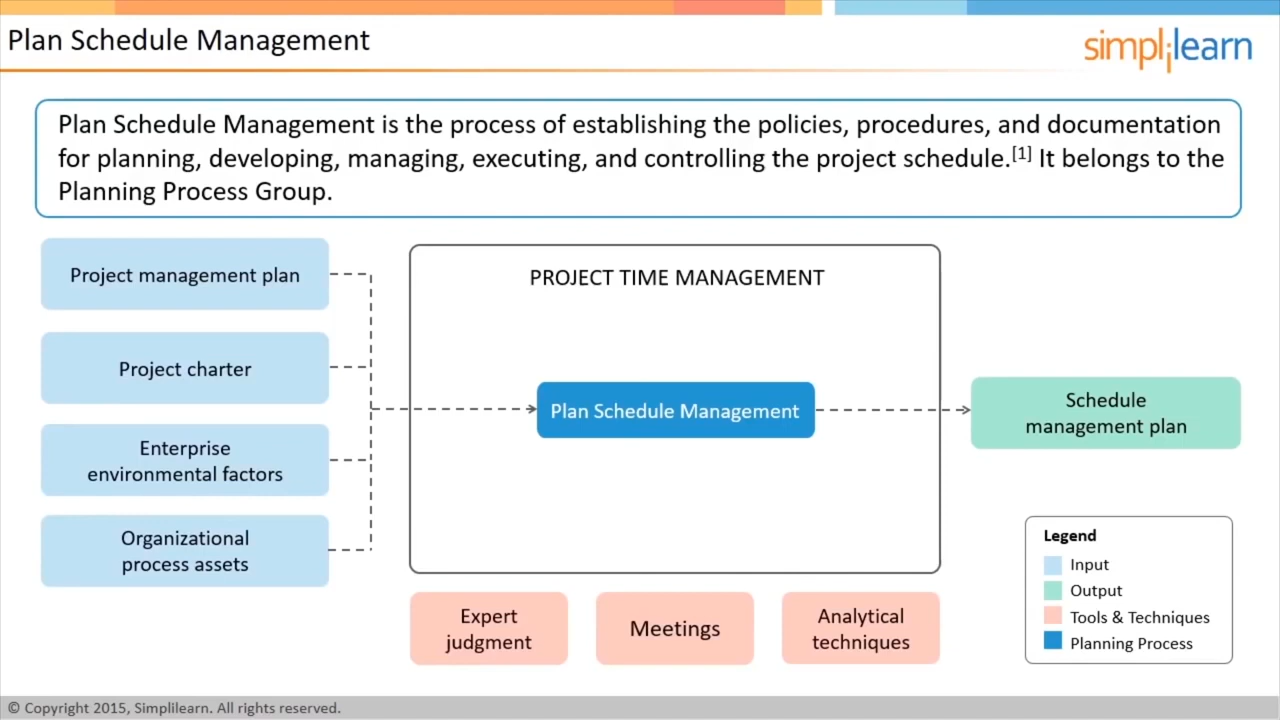 Plan Schedule Management
simplilearn
Plan Schedule Management is the process of establishing the policies, procedures, and documentation
for planning, developing, managing, executing, and controlling the project schedule.[1] It belongs to the
Planning Process Group.
Project management plan
Project charter
Enterprise
environmental factors
Organizational
process assets
PROJECT TIME MANAGEMENT
Plan Schedule Management
Schedule
management plan
Expert
judgment
Meetings
Analytical
techniques
Legend
Input
Output
Tools & Techniques
Planning Process
© Copyright 2015, Simplilearn. All rights reserved.